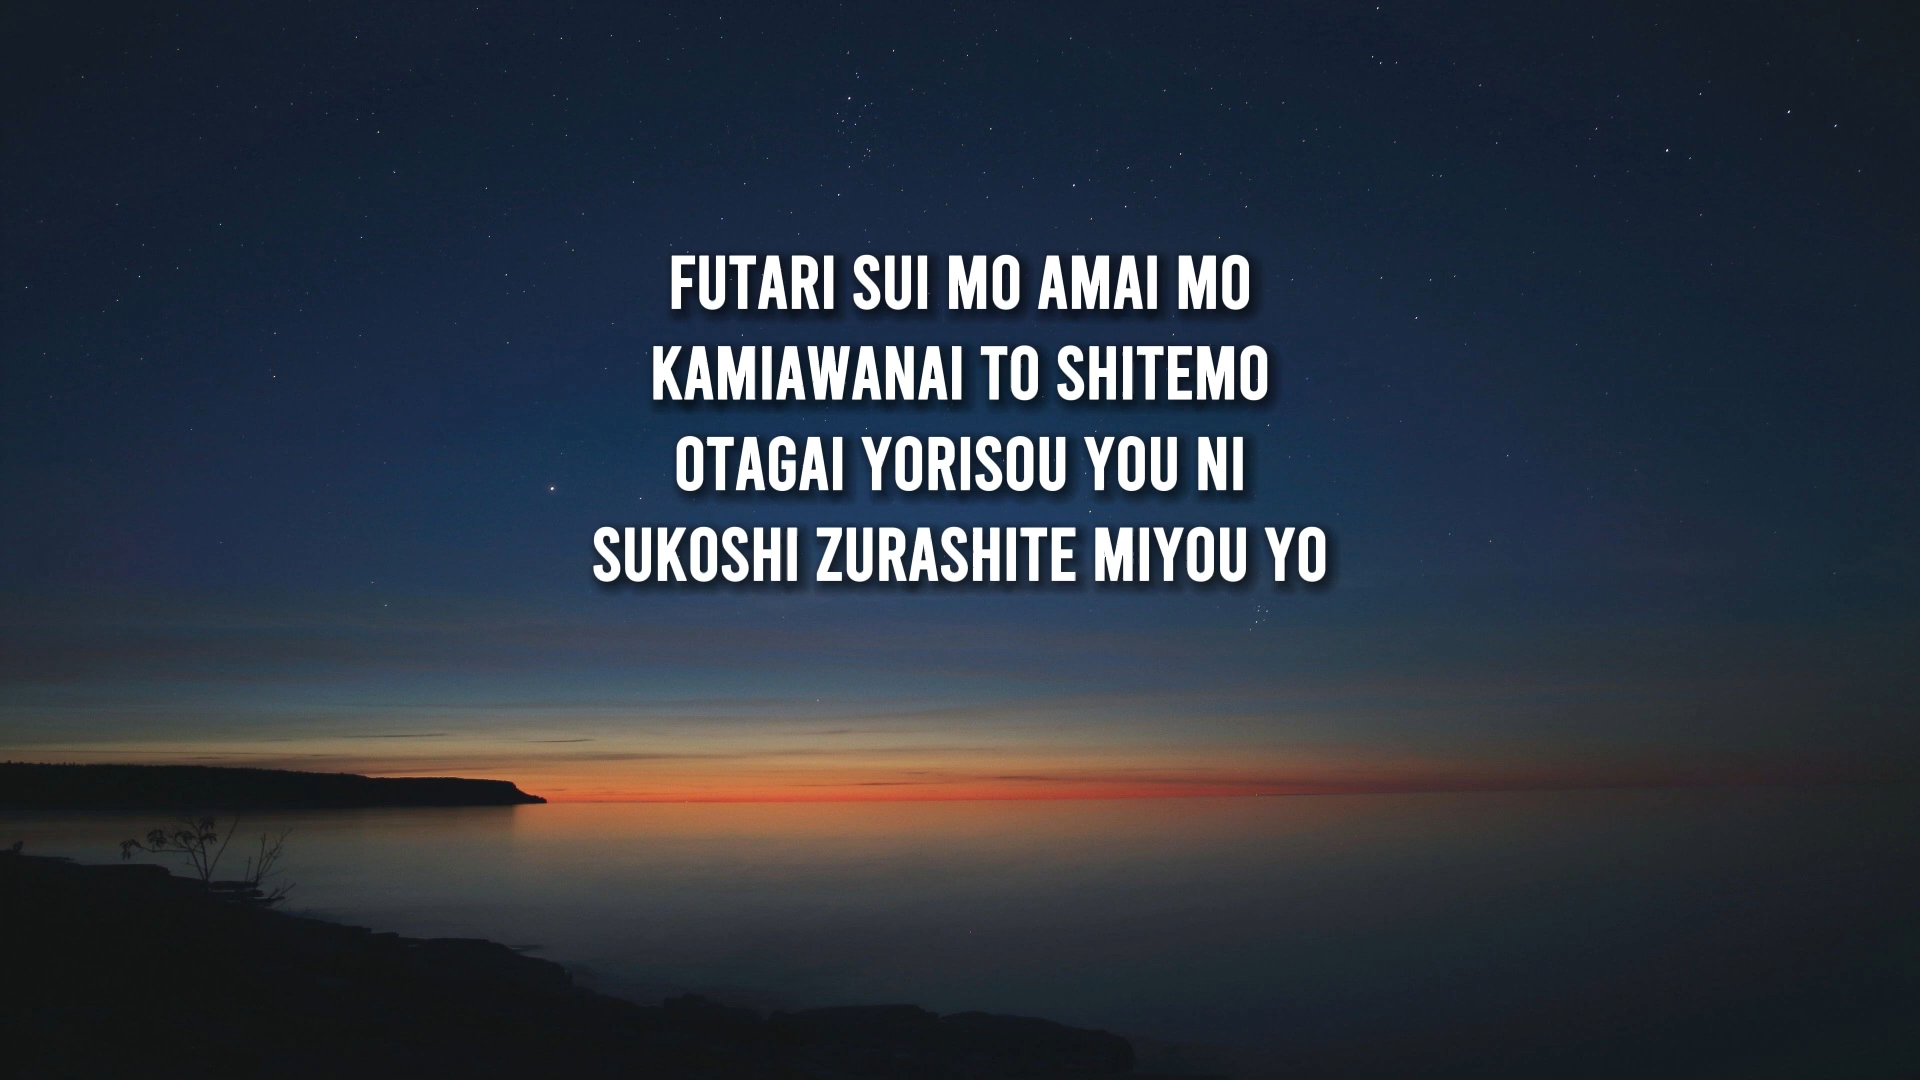 FUTARI SUI MO AMAI MO
KAMIAWANAI TO SHITEMO
OTAGAI YORISOU YOU NI
SUKOSHI ZURASHITE MIYOU YO